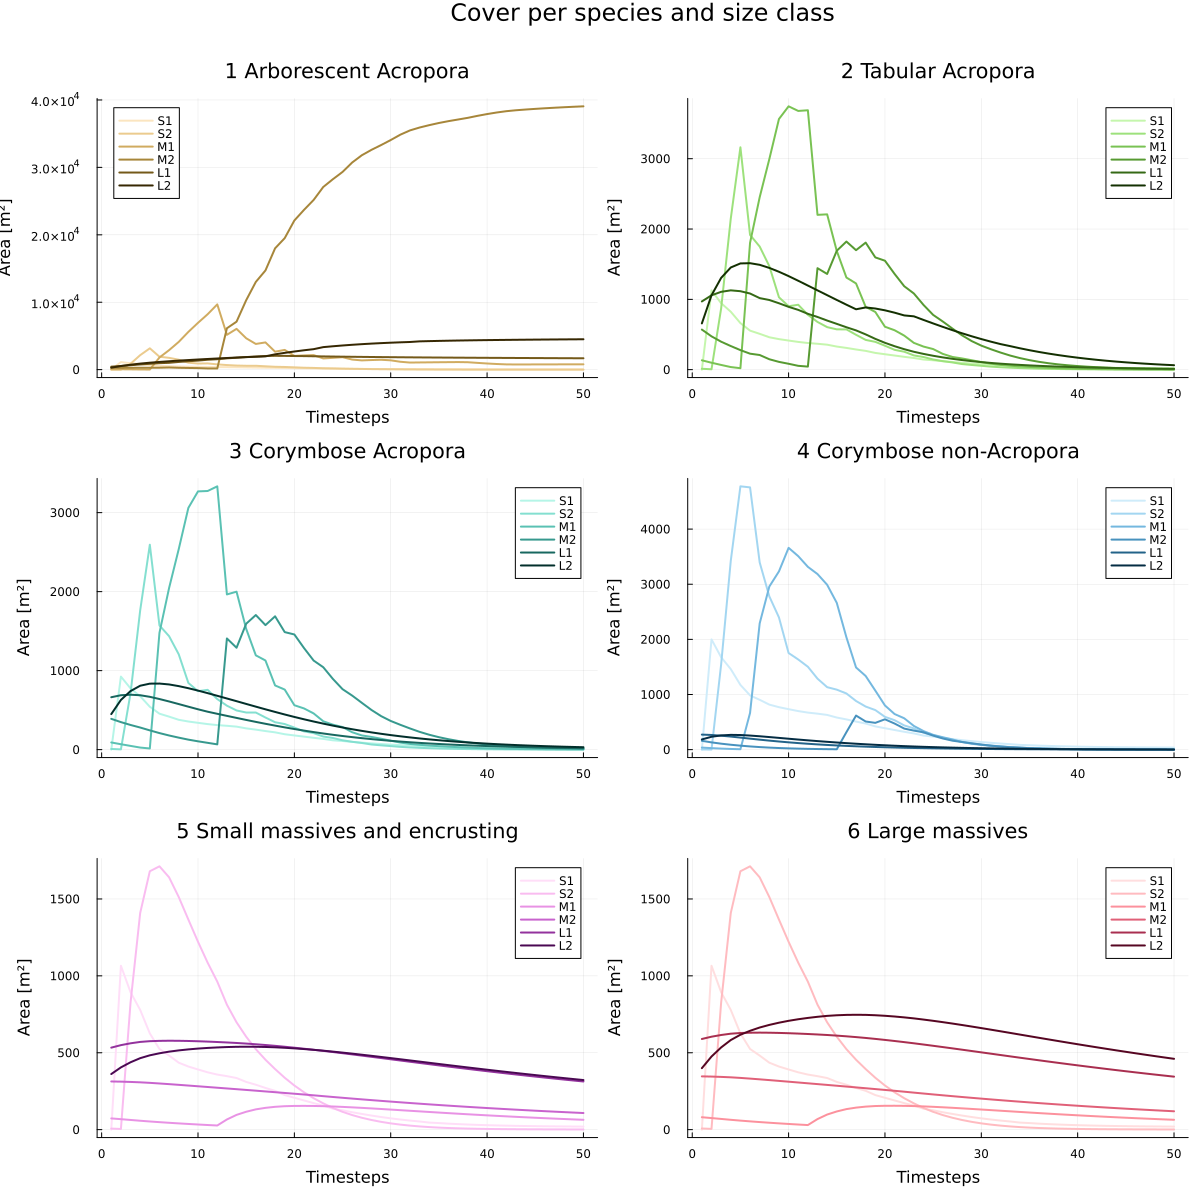 Cover per species and size class
1 Arborescent Acropora
Area [m²]
4.0×10⁴
3.0×10⁴
2.0×10⁴
1.0×10⁴
0
S1
S2
M1
M2
L1
L2
0 10 20 30 40 50
Timesteps
2 Tabular Acropora
Area [m²]
3000
2000
1000
0
S1
S2
M1
M2
L1
L2
0 10 20 30 40 50
Timesteps
3 Corymbose Acropora
Area [m²]
3000
2000
1000
0
S1
S2
M1
M2
L1
L2
0 10 20 30 40 50
Timesteps
4 Corymbose non-Acropora
Area [m²]
4000
3000
2000
1000
0
S1
S2
M1
M2
L1
L2
0 10 20 30 40 50
Timesteps
5 Small massives and encrusting
Area [m²]
1500
1000
500
0
S1
S2
M1
M2
L1
L2
0 10 20 30 40 50
Timesteps
6 Large massives
Area [m²]
1500
1000
500
0
S1
S2
M1
M2
L1
L2
0 10 20 30 40 50
Timesteps